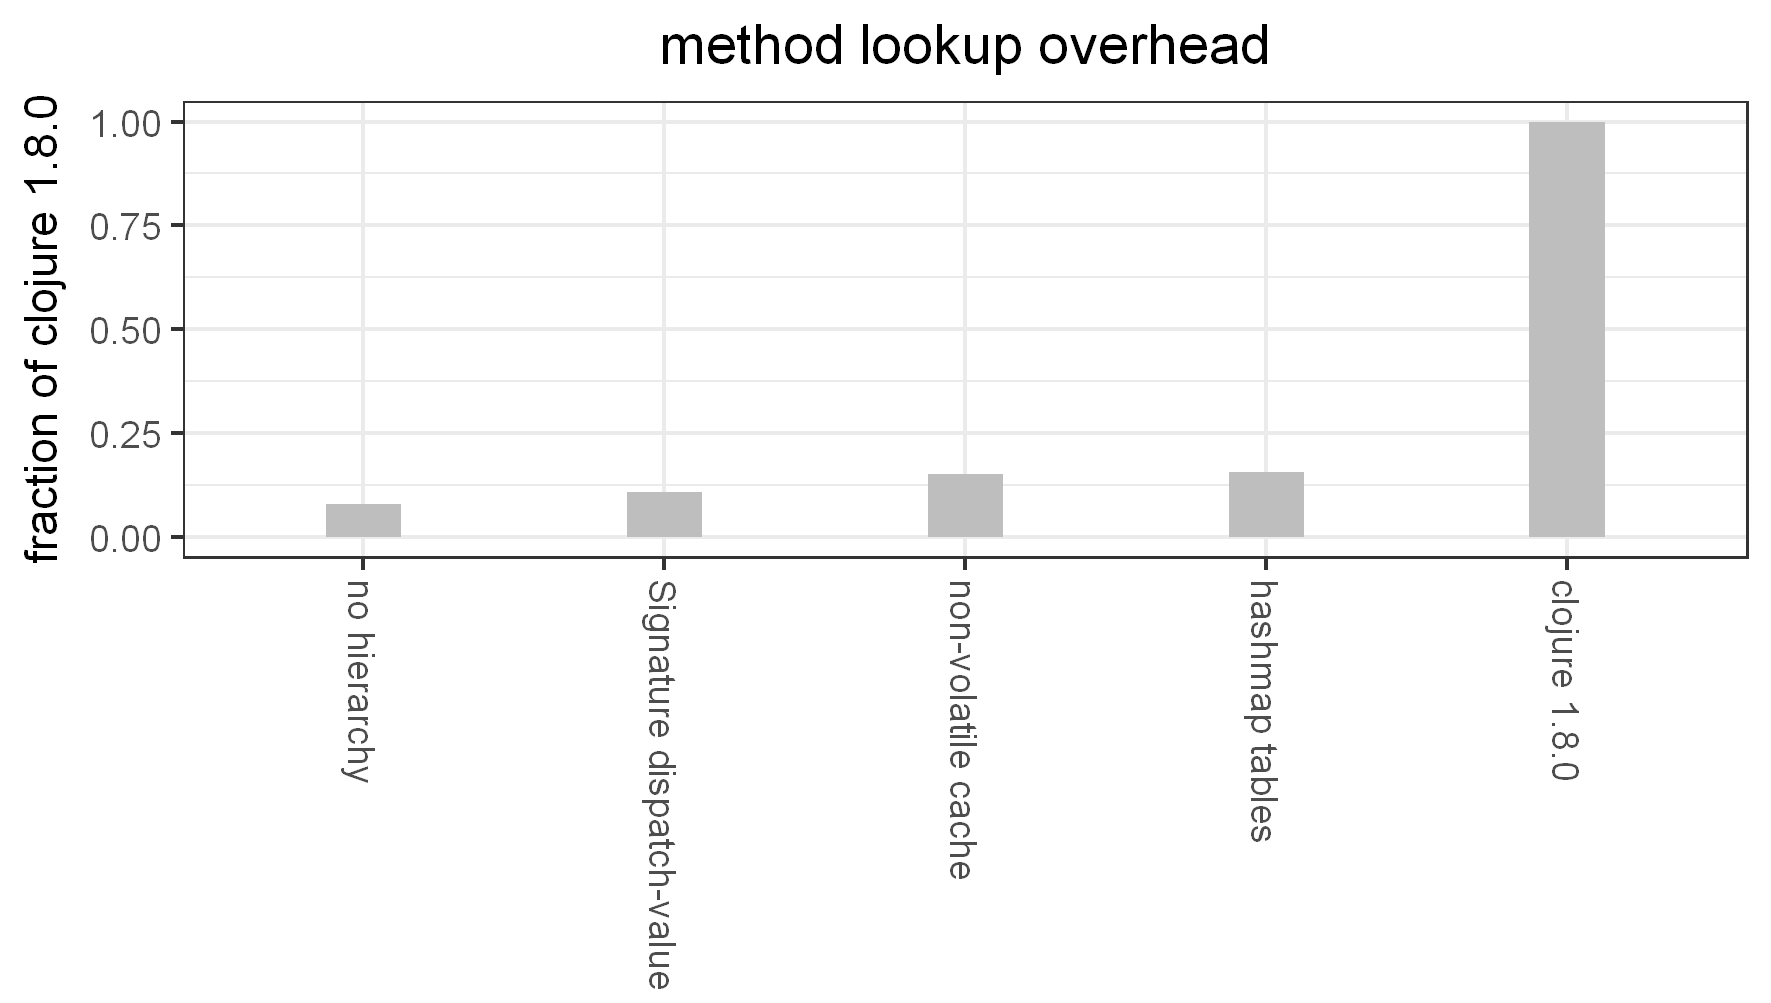 method lookup overhead
fraction of clojure 1.8.0
1.00
0.75
0.50
0.25
0.00
no hierarchy
Signature dispatch-value
non-volatile cache
hashmap tables
clojure 1.8.0